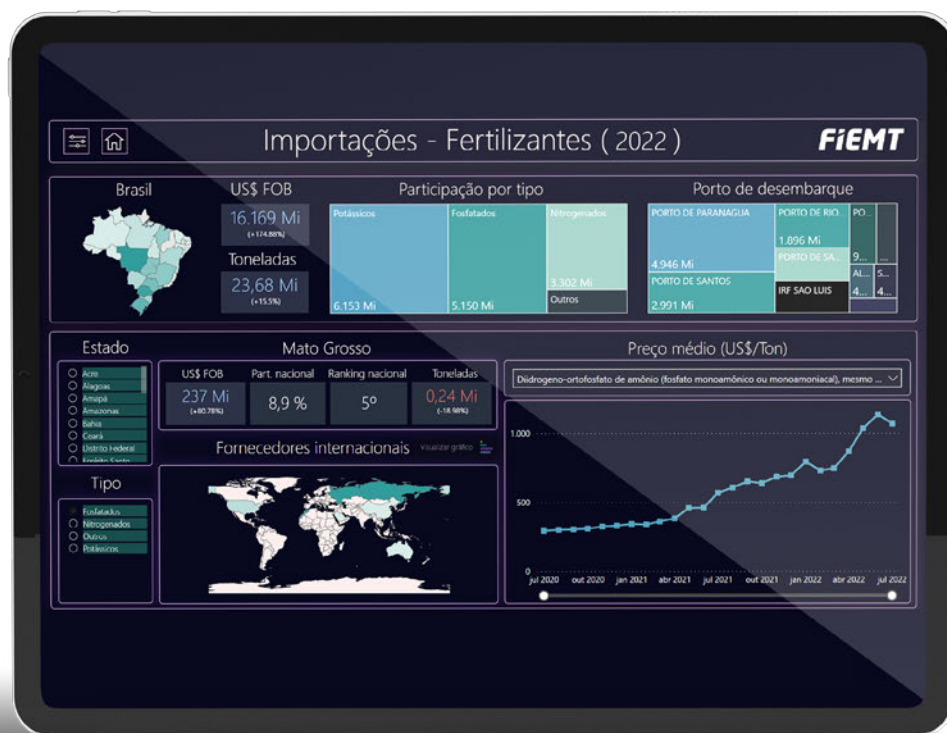 Importações - Fertilizantes ( 2022 )
FiEMT
Brasil
US$ FOB
16.169 Mi
(+174.88%)
Toneladas
23,68 Mi
(+15.5%)
Participação por tipo
Potássicos
6.153 Mi
Fosfatados
5.150 Mi
Nitrogenados
3.302 Mi
Outros
Porto de desembarque
PORTO DE PARANAGUA
4.946 Mi
PORTO DE SANTOS
2.991 Mi
PORTO DE RIO...
1.896 Mi
PORTO DE SA...
IRF SAO LUIS
PO...
9...
...
AL...
4...
S...
4...
Estado
Acre
Alagoas
Amapá
Amazonas
Bahia
Ceará
Distrito Federal
Espírito Santo
Tipo
Fosfatados
Nitrogenados
Outros
Potássicos
Mato Grosso
US$ FOB
237 Mi
(+80.78%)
Part. nacional
8,9 %
Ranking nacional
5º
Toneladas
0,24 Mi
(-18.98%)
Fornecedores internacionais
Visualizar gráfico
Preço médio (US$/Ton)
Diidrogeno-ortofosfato de amônio (fosfato monoamônico ou monoamoniacal), mesmo ...
1.000
500
0
jul 2020 out 2020 jan 2021 abr 2021 jul 2021 out 2021 jan 2022 abr 2022 jul 2022